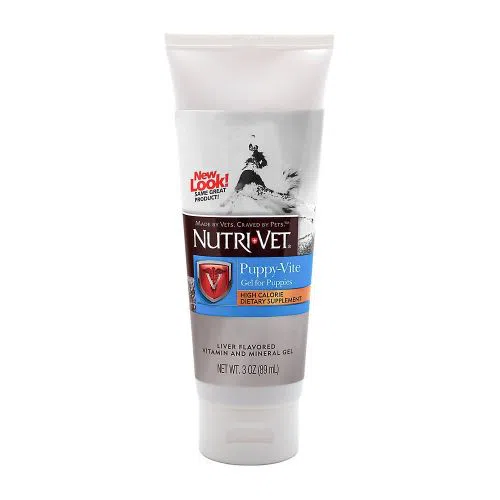 New
Look!
SAME GREAT
PRODUCT!
MADE BY VETS. CRAVED BY PETS.™
NUTRI+VET®
V
Puppy-Vite
Gel for Puppies
HIGH CALORIE
DIETARY SUPPLEMENT
LIVER FLAVORED
VITAMIN AND MINERAL GEL
NET WT. 3 OZ (89 mL)